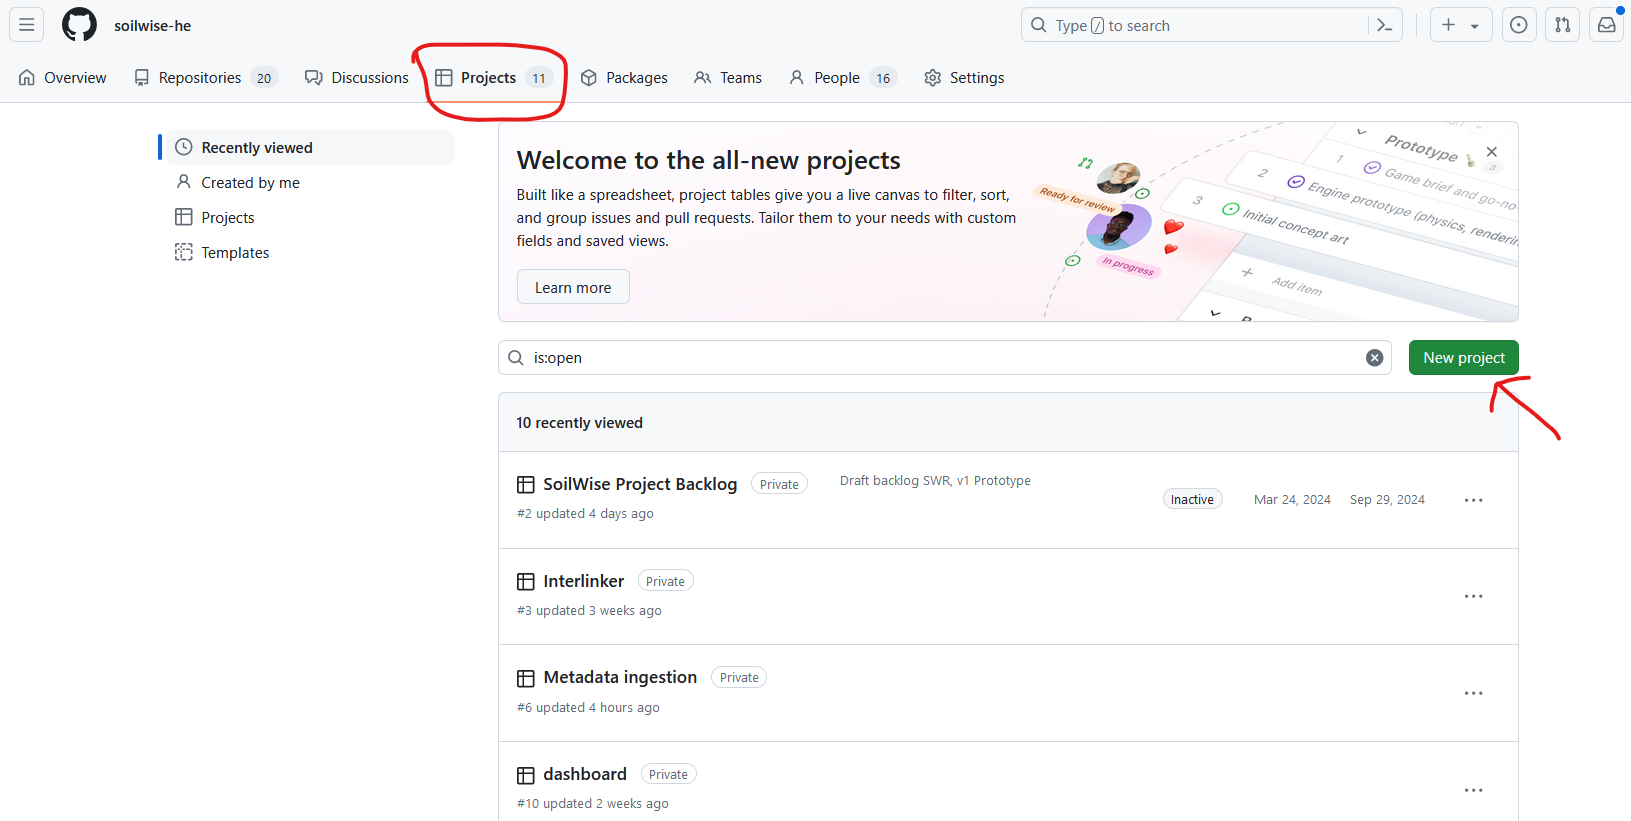 soilwise-he
Type / to search
Overview
Repositories 20
Discussions
Projects 11
Packages
Teams
People 16
Settings
Recently viewed
Created by me
Projects
Templates
Welcome to the all-new projects
Built like a spreadsheet, project tables give you a live canvas to filter, sort,
and group issues and pull requests. Tailor them to your needs with custom
fields and saved views.
Learn more
Ready for review
In progress
Prototype 3
1 Game brief and go-no-
2 Engine prototype (physics, renderin
3 Initial concept art
+ Add item
is:open
New project
10 recently viewed
SoilWise Project Backlog Private
#2 updated 4 days ago
Draft backlog SWR, v1 Prototype
Inactive
Mar 24, 2024
Sep 29, 2024
Interlinker Private
#3 updated 3 weeks ago
Metadata ingestion Private
#6 updated 4 hours ago
dashboard Private
#10 updated 2 weeks ago